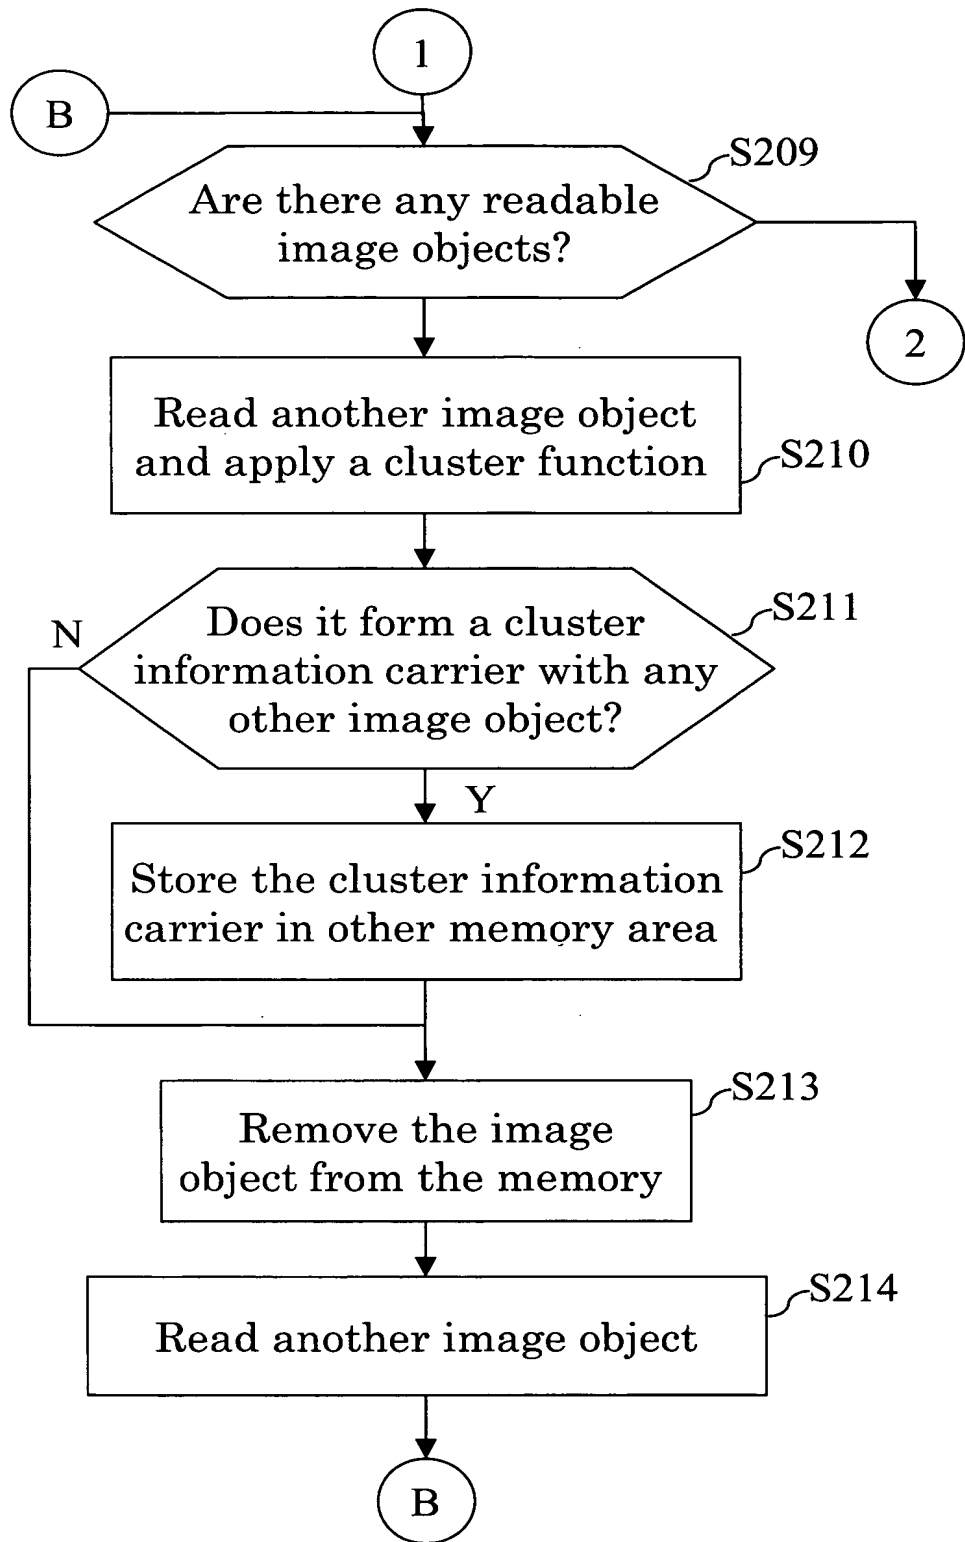 1
B
S209
Are there any readable
image objects?
2
Read another image object
and apply a cluster function
S210
S211
N
Does it form a cluster
information carrier with any
other image object?
Y
S212
Store the cluster information
carrier in other memory area
S213
Remove the image
object from the memory
S214
Read another image object
B